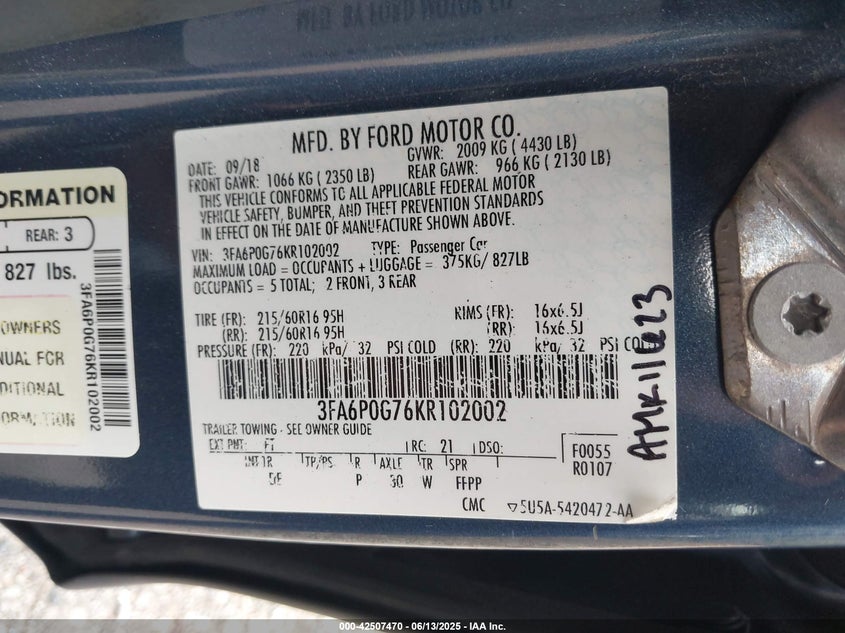 MFD. BY FORD MOTOR CO.
DATE: 09/18 GVWR: 2009 KG ( 4430 LB)
FRONT GAWR: 1066 KG ( 2350 LB) REAR GAWR: 966 KG ( 2130 LB)
THIS VEHICLE CONFORMS TO ALL APPLICABLE FEDERAL MOTOR
VEHICLE SAFETY, BUMPER, AND THEFT PREVENTION STANDARDS
IN EFFECT ON THE DATE OF MANUFACTURE SHOWN ABOVE.
VIN: 3FA6P0G76KR102002 TYPE: Passenger Car
MAXIMUM LOAD = OCCUPANTS + LUGGAGE = 375KG/ 827LB
OCCUPANTS = 5 TOTAL; 2 FRONT, 3 REAR
TIRE (FR): 215/60R16 95H RIMS (FR): 16x6.5J
(RR): 215/60R16 95H (RR): 16x6.5J
PRESSURE (FR): 220 kPa/ 32 PSI COLD (RR): 220 kPa/ 32 PSI COLD
3FA6P0G76KR102002
TRAILER TOWING - SEE OWNER GUIDE
EXT PNT: FT RC: 21 DSO: F0055
R0107
INT TR TP/PS R AXLE TR SPR
5E P 30 W FFPP
CMC ▽5U5A-5420472-AA
ORMATION
REAR: 3
827 lbs.
OWNERS
NUAL FOR
DITIONAL
ORMATION
3FA6P0G76KR102002
000-42507470 - 06/13/2025 - IAA Inc.